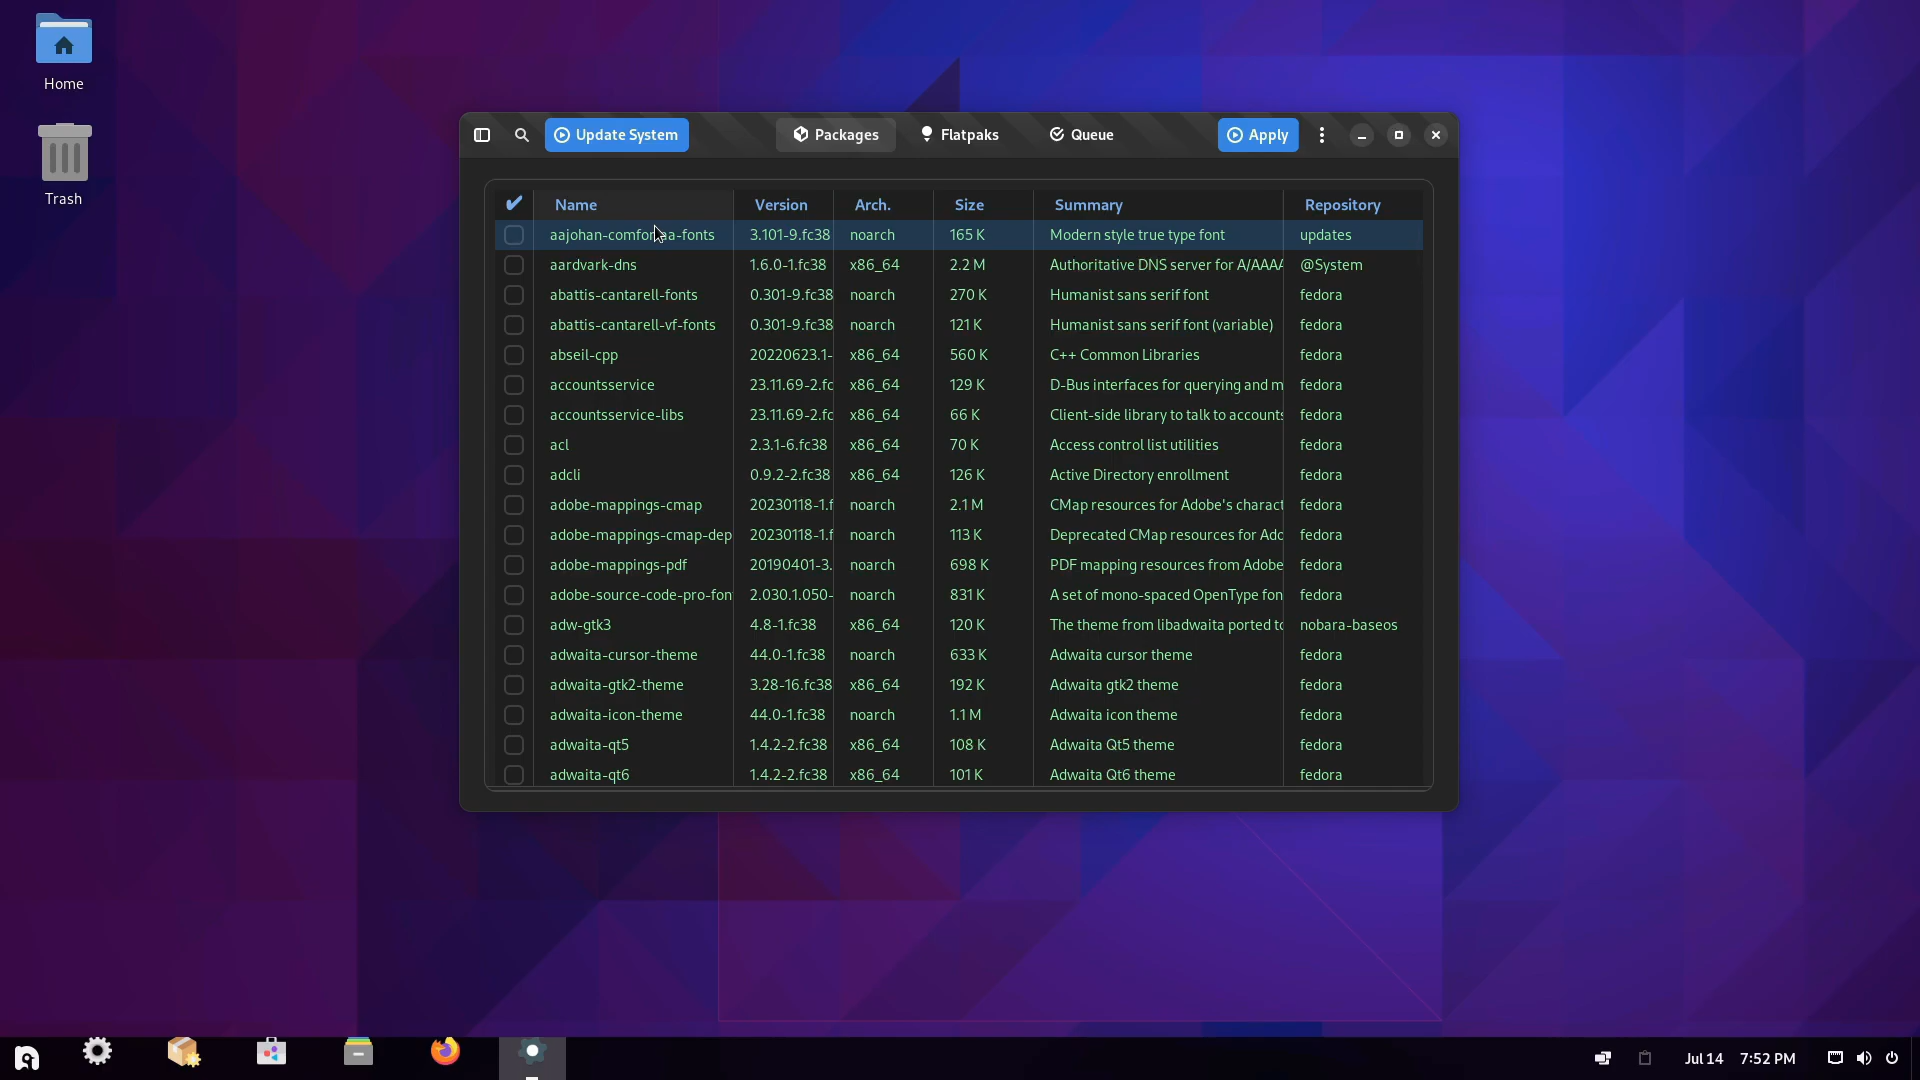 Home
Trash
Update System Packages Flatpaks Queue Apply
Name Version Arch. Size Summary Repository
aajohan-comfortaa-fonts 3.101-9.fc38 noarch 165 K Modern style true type font updates
aardvark-dns 1.6.0-1.fc38 x86_64 2.2 M Authoritative DNS server for A/AAAA @System
abattis-cantarell-fonts 0.301-9.fc38 noarch 270 K Humanist sans serif font fedora
abattis-cantarell-vf-fonts 0.301-9.fc38 noarch 121 K Humanist sans serif font (variable) fedora
abseil-cpp 20220623.1- x86_64 560 K C++ Common Libraries fedora
accountsservice 23.11.69-2.fc x86_64 129 K D-Bus interfaces for querying and m fedora
accountsservice-libs 23.11.69-2.fc x86_64 66 K Client-side library to talk to accounts fedora
acl 2.3.1-6.fc38 x86_64 70 K Access control list utilities fedora
adcli 0.9.2-2.fc38 x86_64 126 K Active Directory enrollment fedora
adobe-mappings-cmap 20230118-1.f noarch 2.1 M CMap resources for Adobe's charact fedora
adobe-mappings-cmap-dep 20230118-1.f noarch 113 K Deprecated CMap resources for Ado fedora
adobe-mappings-pdf 20190401-3. noarch 698 K PDF mapping resources from Adobe fedora
adobe-source-code-pro-fon 2.030.1.050- noarch 831 K A set of mono-spaced OpenType fon fedora
adw-gtk3 4.8-1.fc38 x86_64 120 K The theme from libadwaita ported to nobara-baseos
adwaita-cursor-theme 44.0-1.fc38 noarch 633 K Adwaita cursor theme fedora
adwaita-gtk2-theme 3.28-16.fc38 x86_64 192 K Adwaita gtk2 theme fedora
adwaita-icon-theme 44.0-1.fc38 noarch 1.1 M Adwaita icon theme fedora
adwaita-qt5 1.4.2-2.fc38 x86_64 108 K Adwaita Qt5 theme fedora
adwaita-qt6 1.4.2-2.fc38 x86_64 101 K Adwaita Qt6 theme fedora
Jul 14 7:52 PM